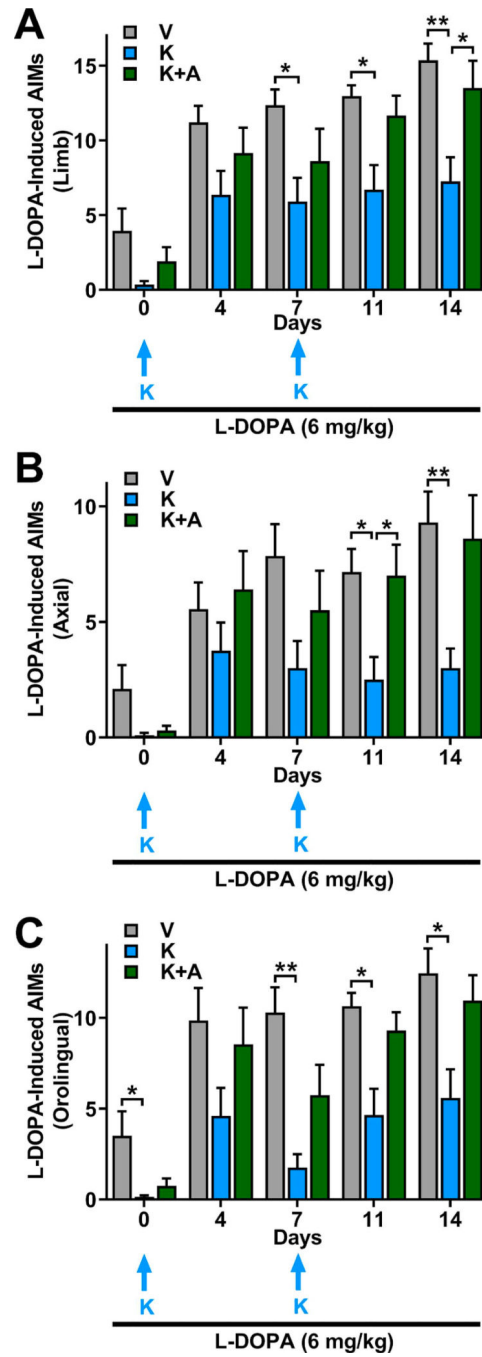 A
V
K
K+A
L-DOPA-Induced AIMs
(Limb)
15
10
5
0
*
*
**
*
0 4 7 11 14
Days
K K
L-DOPA (6 mg/kg)
B
V
K
K+A
L-DOPA-Induced AIMs
(Axial)
10
5
0
*
*
**
0 4 7 11 14
Days
K K
L-DOPA (6 mg/kg)
C
V
K
K+A
L-DOPA-Induced AIMs
(Orolingual)
10
5
0
*
**
*
*
0 4 7 11 14
Days
K K
L-DOPA (6 mg/kg)